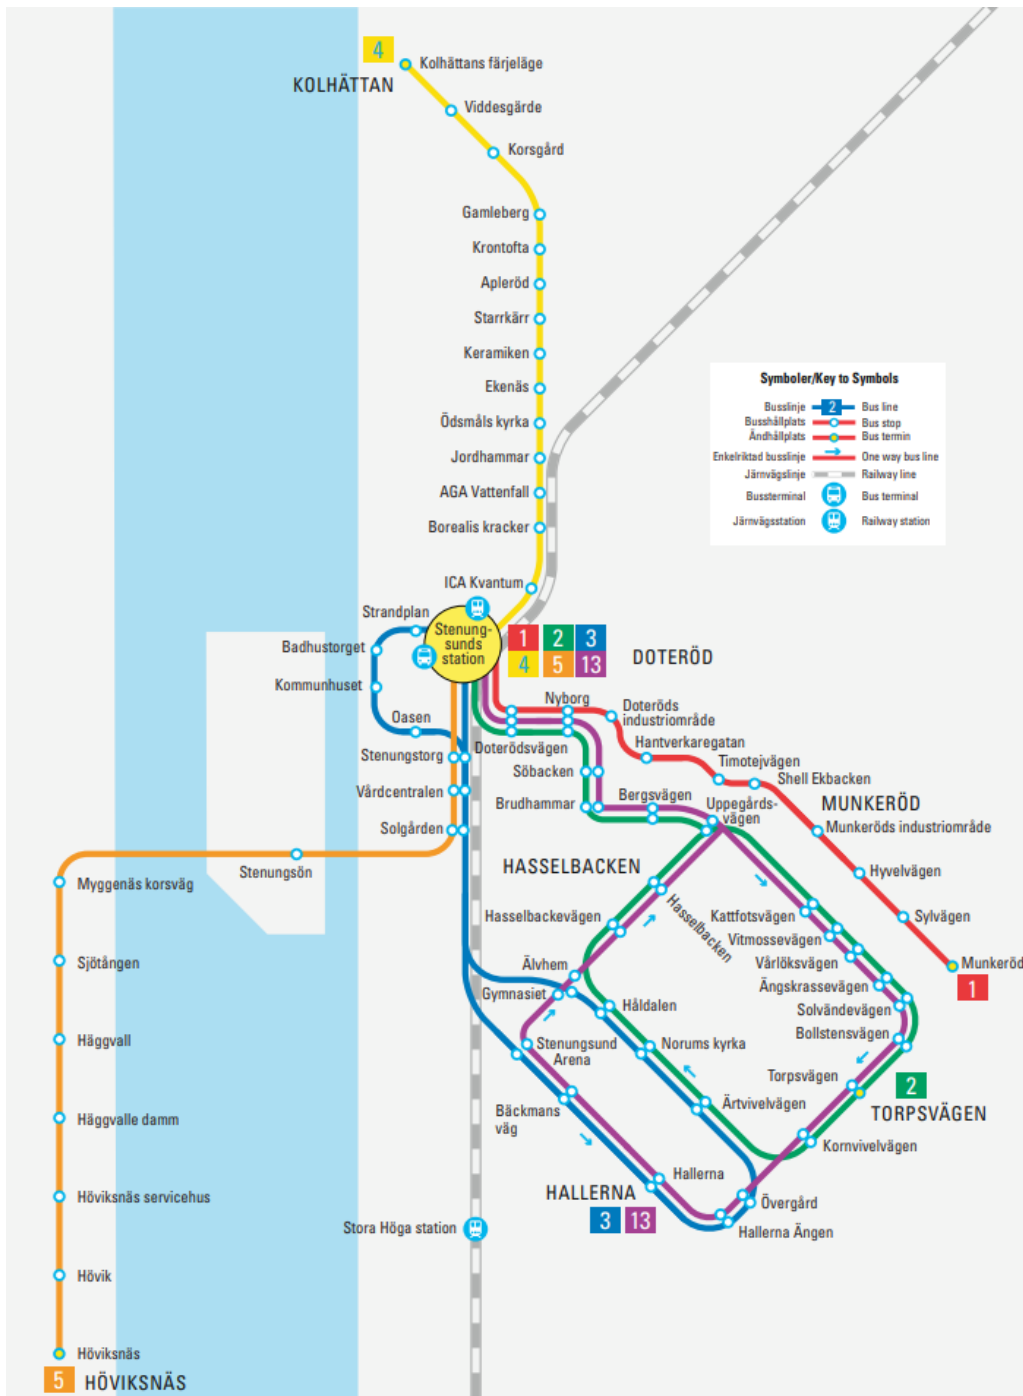 4
Kolhättans färjeläge
KOLHÄTTAN
Viddesgärde
Korsgård
Gamleberg
Krontofta
Apleröd
Starrkärr
Keramiken
Ekenäs
Ödsmåls kyrka
Jordhammar
AGA Vattenfall
Borealis kracker
ICA Kvantum
Symboler/Key to Symbols
Busslinje 2 Bus line
Busshållplats Bus stop
Ändhållplats Bus termin
Enkelriktad busslinje One way bus line
Järnvägslinje Railway line
Bussterminal Bus terminal
Järnvägsstation Railway station
Strandplan
Stenung-
sunds
station
1 2 3
4 5 13
DOTERÖD
Badhustorget
Kommunhuset
Oasen
Stenungstorg
Vårdcentralen
Solgården
Stenungsön
Myggenäs korsväg
Sjötången
Häggvall
Häggvalle damm
Höviksnäs servicehus
Hövik
Höviksnäs
5 HÖVIKSNÄS
Nyborg
Doterödsvägen
Doteröds
industriområde
Hantverkaregatan
Timotejvägen
Shell Ekbacken
MUNKERÖD
Munkeröds industriområde
Hyvelvägen
Sylvägen
Munkeröd
1
Söbacken
Brudhammar
Bergsvägen
Uppegårds-
vägen
HASSELBACKEN
Hasselbacken
Hasselbackevägen
Kattfotsvägen
Vitmossevägen
Vårlöksvägen
Ängskrassevägen
Solvändevägen
Bollstensvägen
Torpsvägen
2
TORPSVÄGEN
Kornvivelvägen
Älvhem
Gymnasiet
Håldalen
Norums kyrka
Ärtvivelvägen
Stenungsund
Arena
Bäckmans
väg
Hallerna
HALLERNA
3 13
Övergård
Hallerna Ängen
Stora Höga station